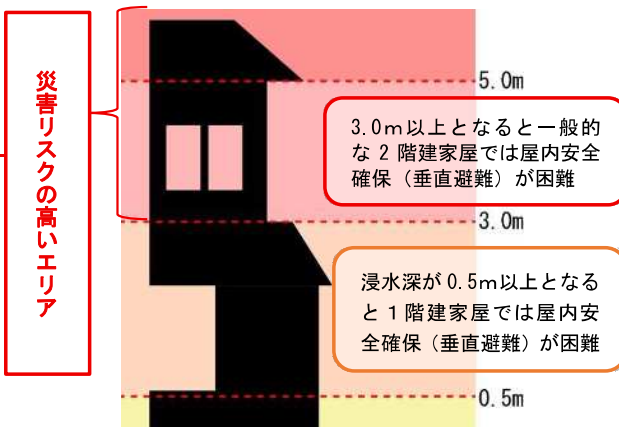 災害リスクの高いエリア
5.0m
3.0m以上となると一般的
な2階建家屋では屋内安全
確保（垂直避難）が困難
3.0m
浸水深が0.5m以上となる
と1階建家屋では屋内安
全確保（垂直避難）が困難
0.5m